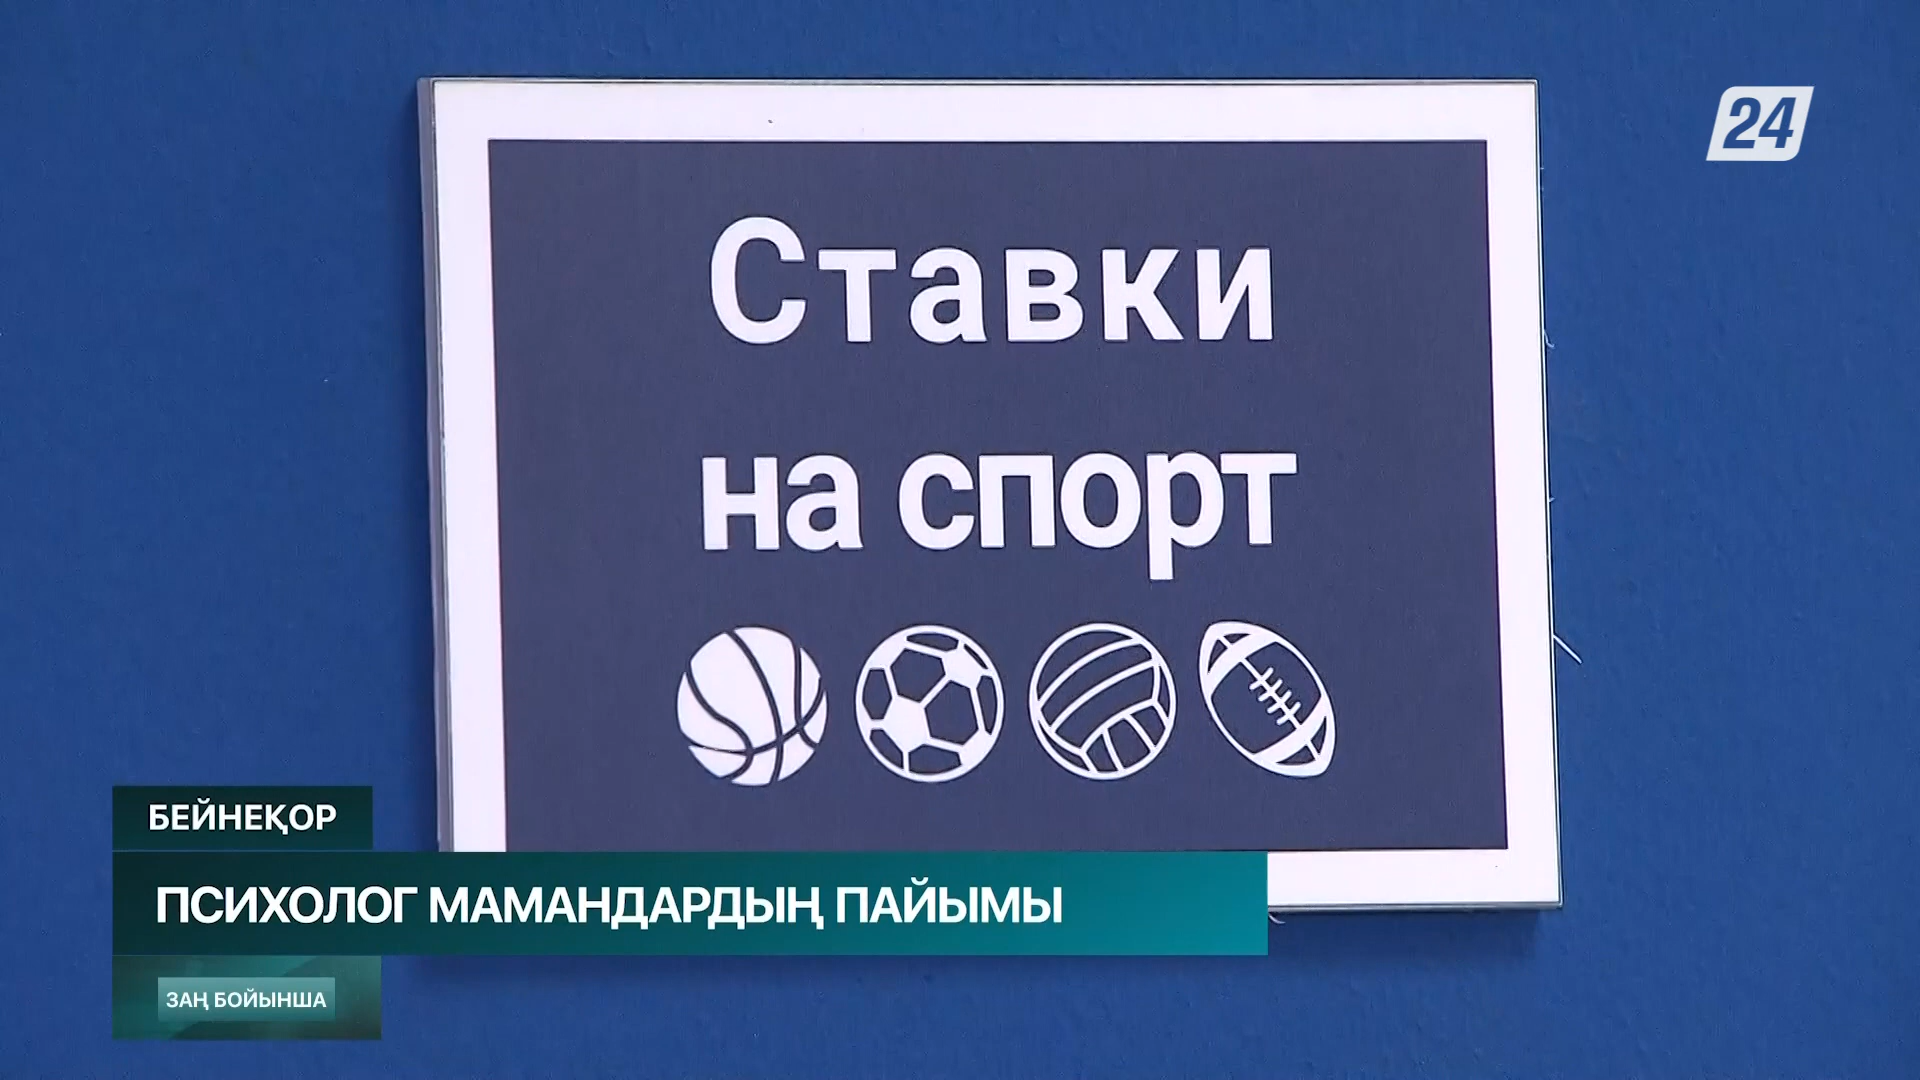 24
Ставки
на спорт
БЕЙНЕҚОР
ПСИХОЛОГ МАМАНДАРДЫҢ ПАЙЫМЫ
ЗАҢ БОЙЫНША